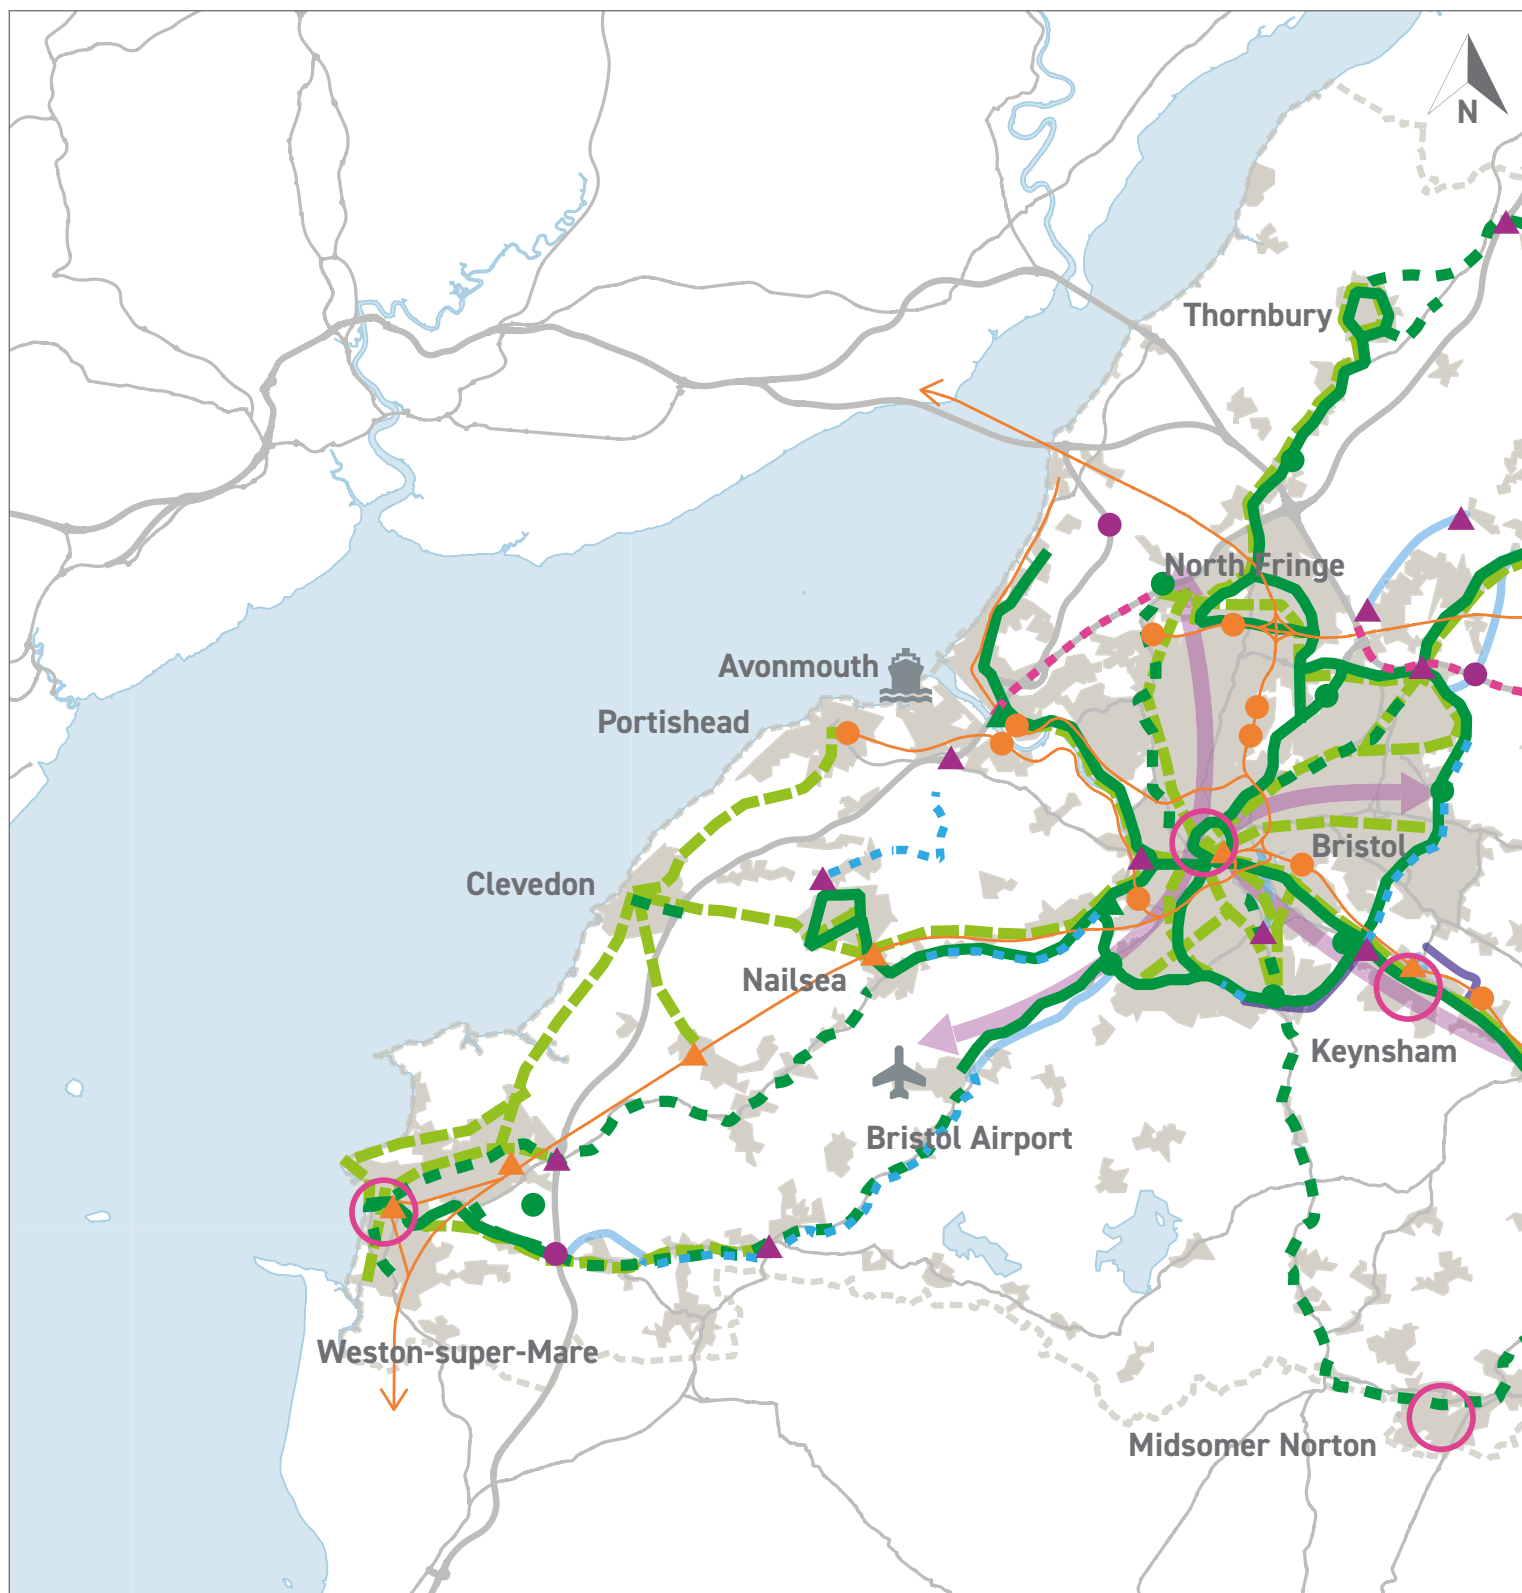 N
Thornbury
North Fringe
Avonmouth
Portishead
Bristol
Clevedon
Nailsea
Keynsham
Bristol Airport
Weston-super-Mare
Midsomer Norton